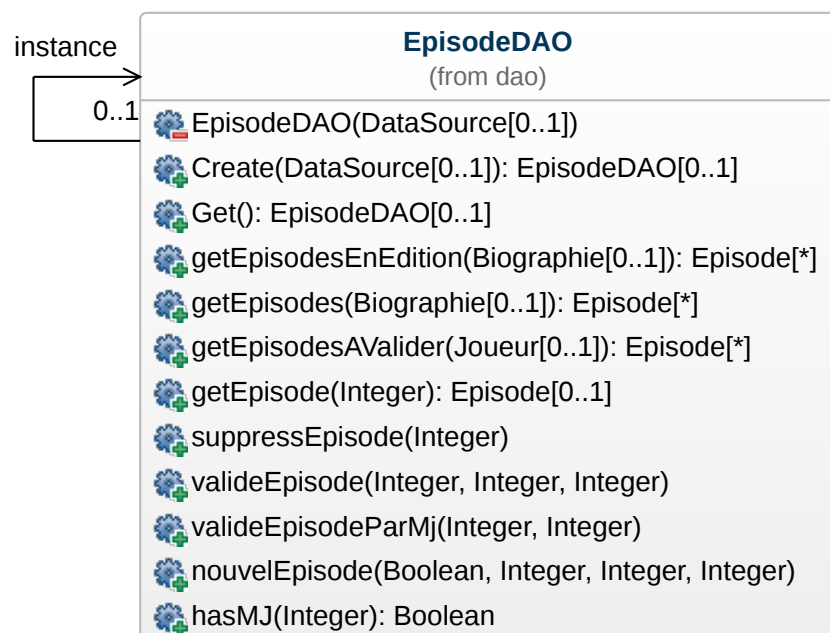 instance
EpisodeDAO
(from dao)
0..1
EpisodeDAO(DataSource[0..1])
Create(DataSource[0..1]): EpisodeDAO[0..1]
Get(): EpisodeDAO[0..1]
getEpisodesEnEdition(Biographie[0..1]): Episode[*]
getEpisodes(Biographie[0..1]): Episode[*]
getEpisodesAValider(Joueur[0..1]): Episode[*]
getEpisode(Integer): Episode[0..1]
suppressEpisode(Integer)
valideEpisode(Integer, Integer, Integer)
valideEpisodeParMj(Integer, Integer)
nouvelEpisode(Boolean, Integer, Integer, Integer)
hasMJ(Integer): Boolean